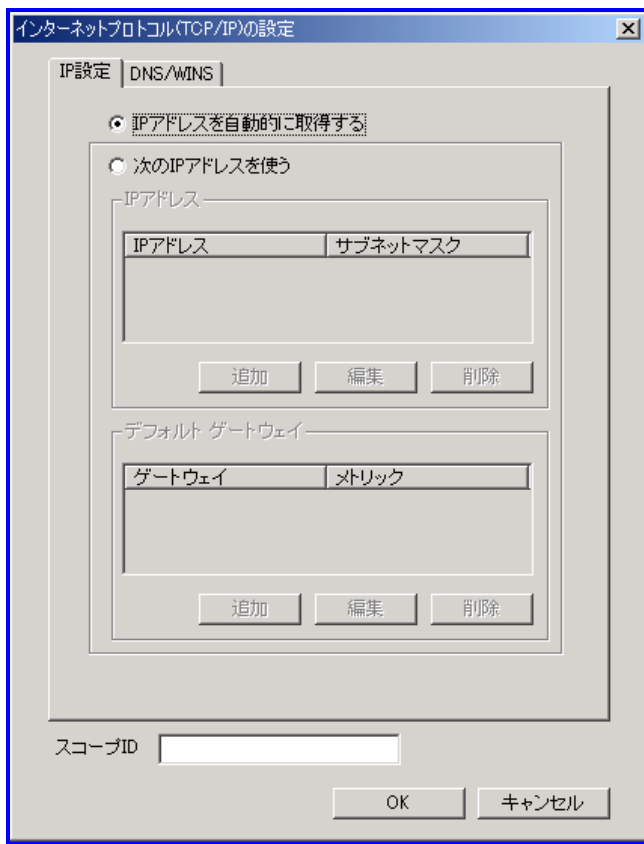 インターネットプロトコル(TCP/IP)の設定
IP設定 DNS/WINS
IPアドレスを自動的に取得する
次のIPアドレスを使う
IPアドレス
IPアドレス サブネットマスク
追加 編集 削除
デフォルト ゲートウェイ
ゲートウェイ メトリック
追加 編集 削除
スコープID
OK キャンセル